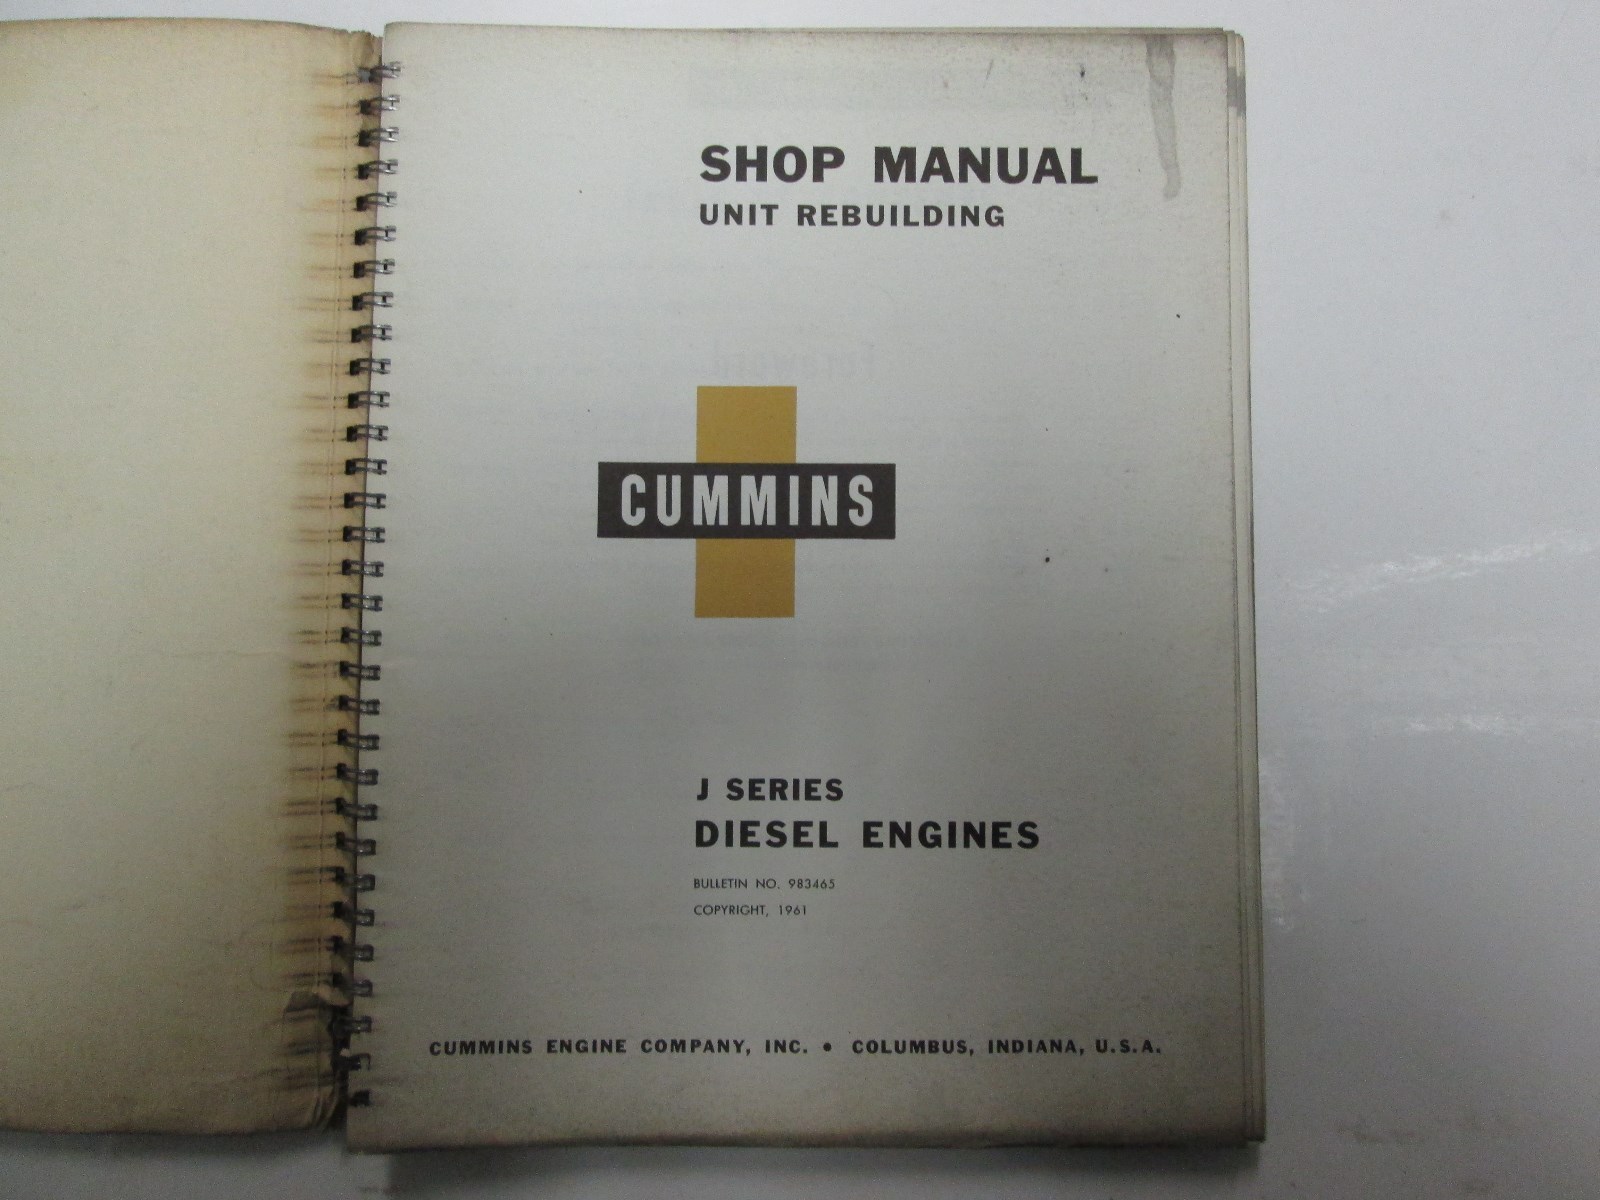 SHOP MANUAL
UNIT REBUILDING
CUMMINS
J SERIES
DIESEL ENGINES
BULLETIN NO. 983465
COPYRIGHT, 1961
CUMMINS ENGINE COMPANY, INC. • COLUMBUS, INDIANA, U.S.A.